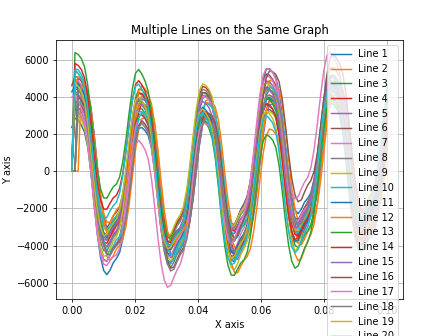 Multiple Lines on the Same Graph
Y axis
6000
4000
2000
0
−2000
−4000
−6000
0.00
0.02
0.04
0.06
X axis
Line 1
Line 2
Line 3
Line 4
Line 5
Line 6
Line 7
Line 8
Line 9
Line 10
Line 11
Line 12
Line 13
Line 14
Line 15
Line 16
Line 17
Line 18
Line 19